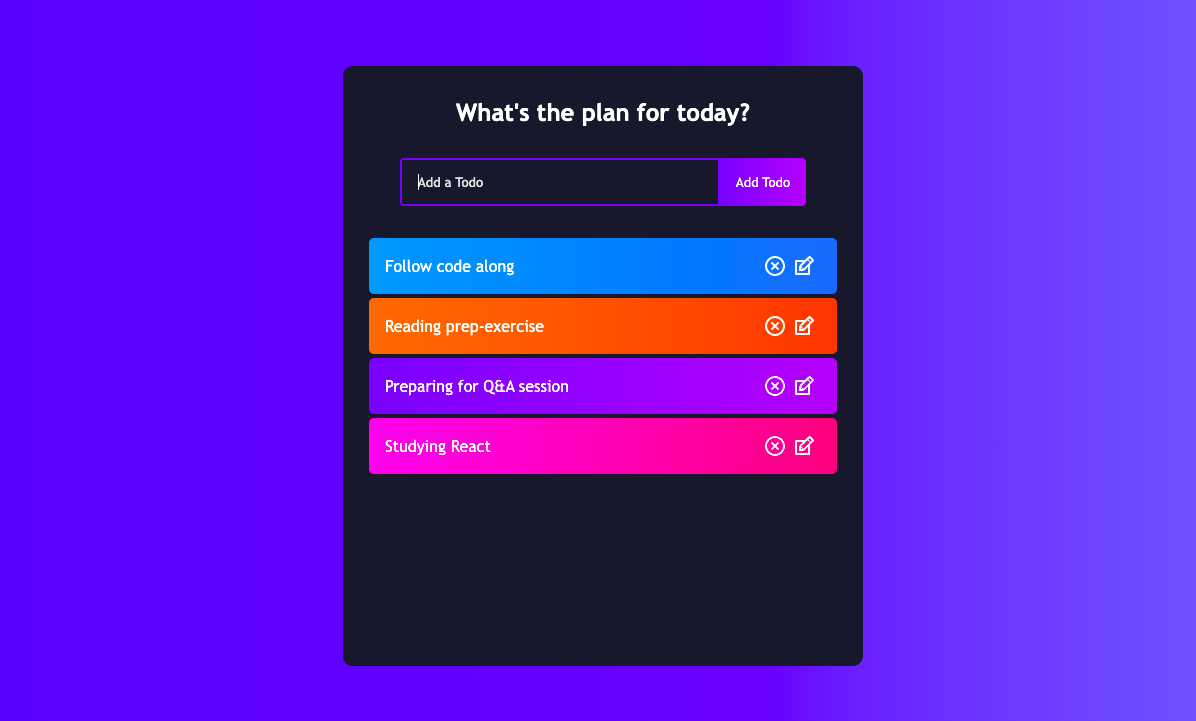 What's the plan for today?
Add a Todo
Add Todo
Follow code along
Reading prep-exercise
Preparing for Q&A session
Studying React